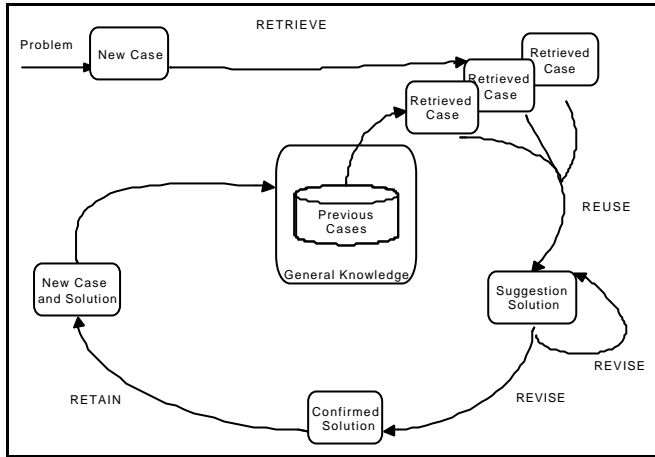 RETRIEVE
Problem
New Case
Retrieved
Case
Retrieved
Case
Retrieved
Case
Previous
Cases
General Knowledge
REUSE
New Case
and Solution
Suggestion
Solution
REVISE
REVISE
RETAIN
Confirmed
Solution